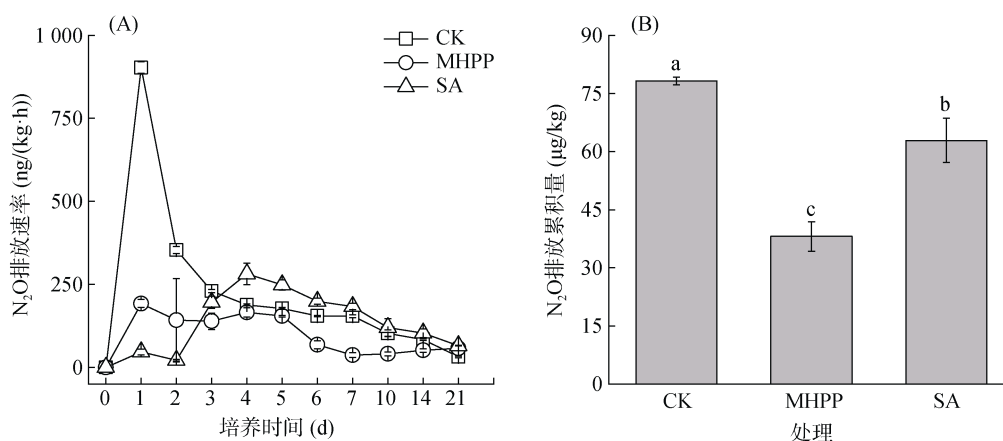 (A)
1 000
750
500
250
0
N₂O排放速率 (ng/(kg·h))
CK
MHPP
SA
0 1 2 3 4 5 6 7 10 14 21
培养时间 (d)
(B)
90
75
60
45
30
15
0
N₂O排放累积量 (μg/kg)
a
c
b
CK MHPP SA
处理